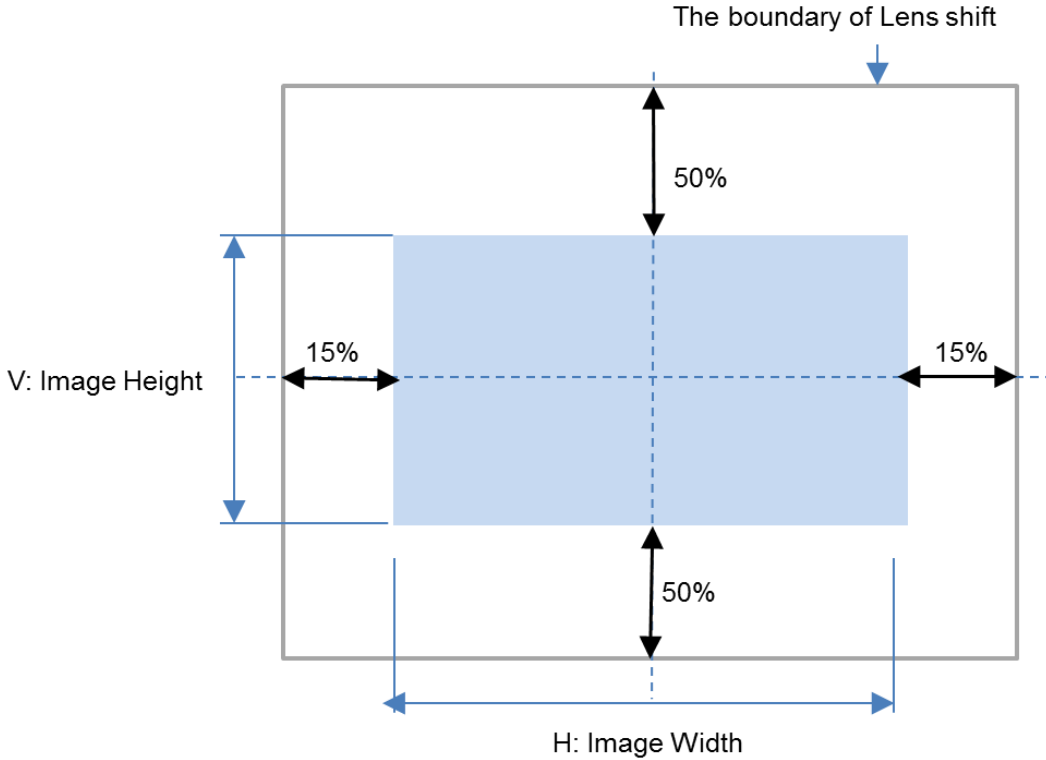 The boundary of Lens shift
50%
15%
15%
V: Image Height
50%
H: Image Width